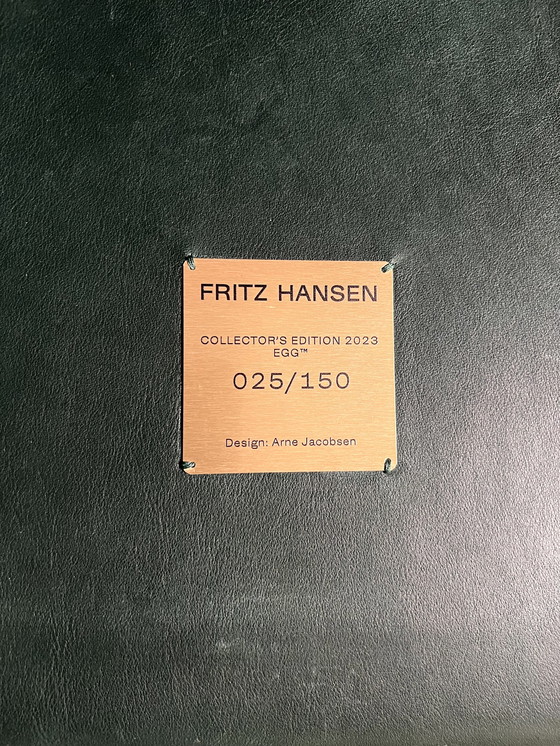 FRITZ HANSEN
COLLECTOR'S EDITION 2023
EGG™
025/150
Design: Arne Jacobsen